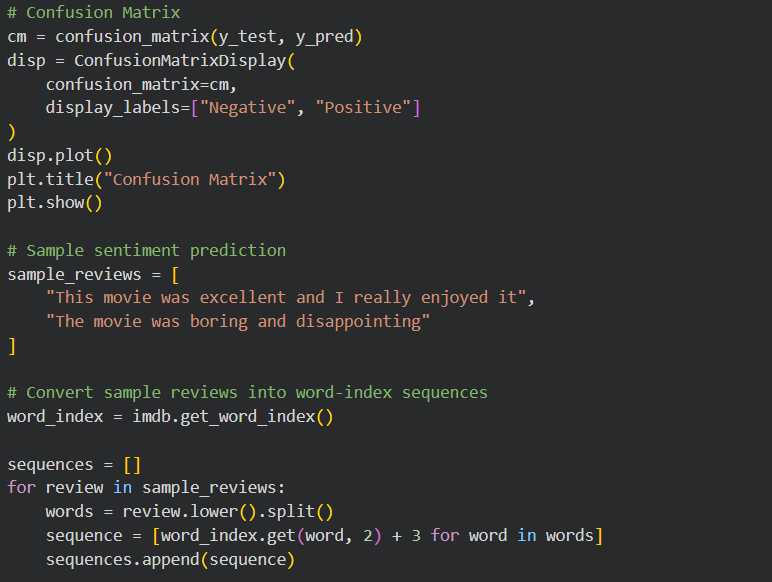 # Confusion Matrix
cm = confusion_matrix(y_test, y_pred)
disp = ConfusionMatrixDisplay(
    confusion_matrix=cm,
    display_labels=["Negative", "Positive"]
)
disp.plot()
plt.title("Confusion Matrix")
plt.show()

# Sample sentiment prediction
sample_reviews = [
    "This movie was excellent and I really enjoyed it",
    "The movie was boring and disappointing"
]

# Convert sample reviews into word-index sequences
word_index = imdb.get_word_index()

sequences = []
for review in sample_reviews:
    words = review.lower().split()
    sequence = [word_index.get(word, 2) + 3 for word in words]
    sequences.append(sequence)